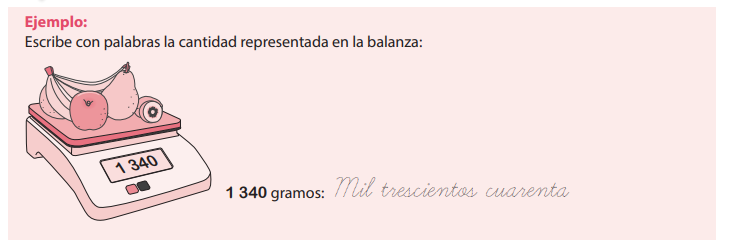 Ejemplo:
Escribe con palabras la cantidad representada en la balanza:
1 340
1 340 gramos: Mil trescientos cuarenta